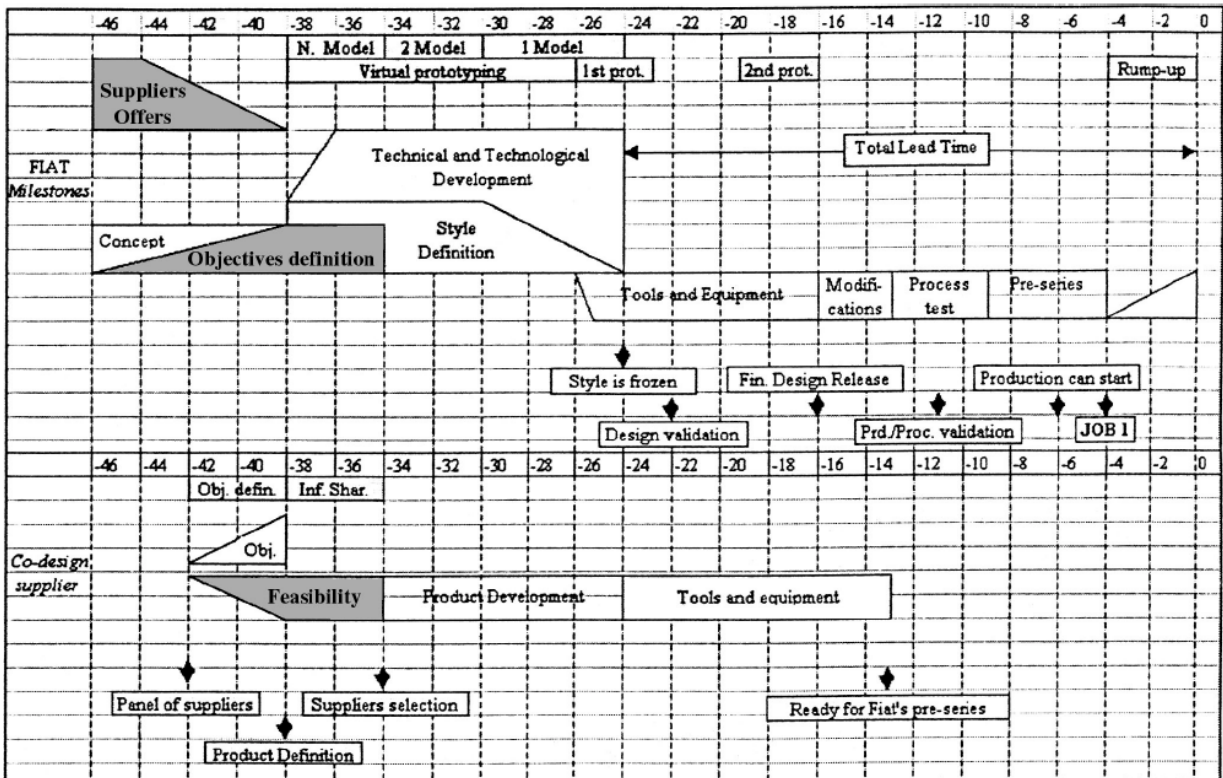 -46 -44 -42 -40 -38 -36 -34 -32 -30 -28 -26 -24 -22 -20 -18 -16 -14 -12 -10 -8 -6 -4 -2 0
N. Model 2 Model 1 Model
Virtual prototyping 1st prot. 2nd prot. Rump-up
Suppliers
Offers
Total Lead Time
Technical and Technological
Development
FIAT
Milestones
Style
Definition
Concept
Objectives definition
Tools and Equipment
Modifi-
cations
Process
test
Pre-series
Style is frozen
Fin. Design Release
Production can start
Design validation
Prd./Proc. validation
JOB 1
-46 -44 -42 -40 -38 -36 -34 -32 -30 -28 -26 -24 -22 -20 -18 -16 -14 -12 -10 -8 -6 -4 -2 0
Obj. defin. Inf. Shar.
Obj.
Co-design
supplier
Feasibility
Product Development
Tools and equipment
Panel of suppliers
Suppliers selection
Ready for Fiat's pre-series
Product Definition